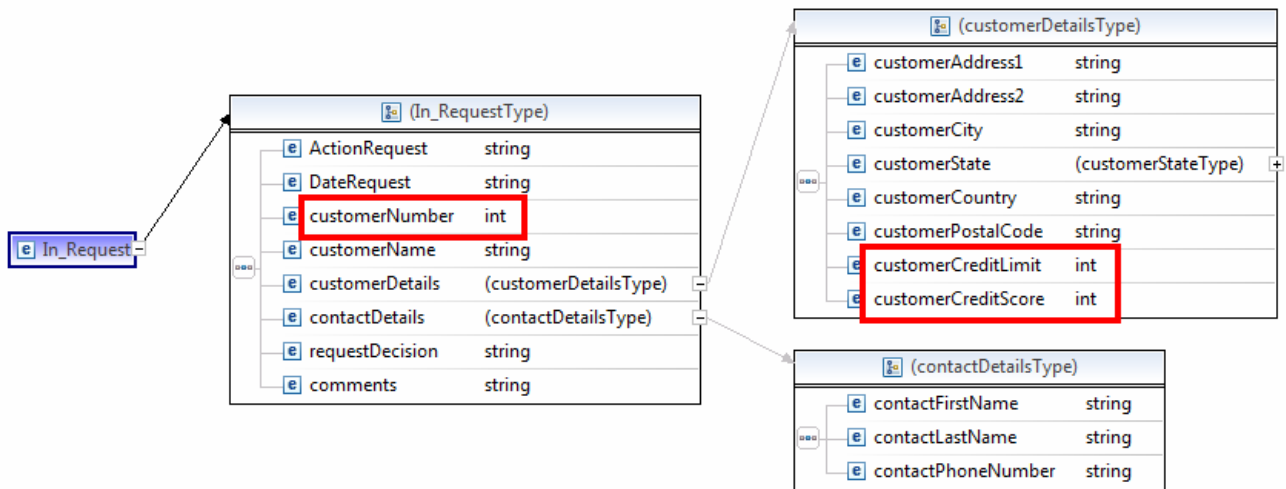 In_Request
(In_RequestType)
ActionRequest string
DateRequest string
customerNumber int
customerName string
customerDetails (customerDetailsType)
contactDetails (contactDetailsType)
requestDecision string
comments string
(customerDetailsType)
customerAddress1 string
customerAddress2 string
customerCity string
customerState (customerStateType)
customerCountry string
customerPostalCode string
customerCreditLimit int
customerCreditScore int
(contactDetailsType)
contactFirstName string
contactLastName string
contactPhoneNumber string